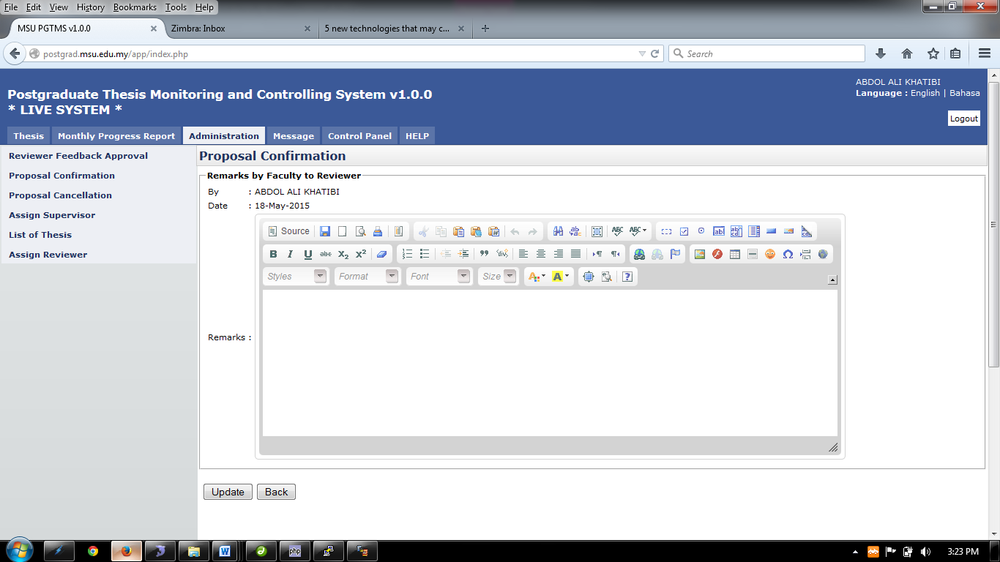 File Edit View History Bookmarks Tools Help
MSU PGTMS v1.0.0
Zimbra: Inbox
5 new technologies that may c...
postgrad.msu.edu.my/app/index.php
Search
ABDOL ALI KHATIBI
Language : English | Bahasa
Postgraduate Thesis Monitoring and Controlling System v1.0.0
* LIVE SYSTEM *
Logout
Thesis Monthly Progress Report Administration Message Control Panel HELP
Reviewer Feedback Approval
Proposal Confirmation
Proposal Cancellation
Assign Supervisor
List of Thesis
Assign Reviewer
Proposal Confirmation
Remarks by Faculty to Reviewer
By : ABDOL ALI KHATIBI
Date : 18-May-2015
Source
ABC ABC
B I U abc X2 X2
Styles Format Font Size A A ?
Remarks :
Update Back
php
3:23 PM